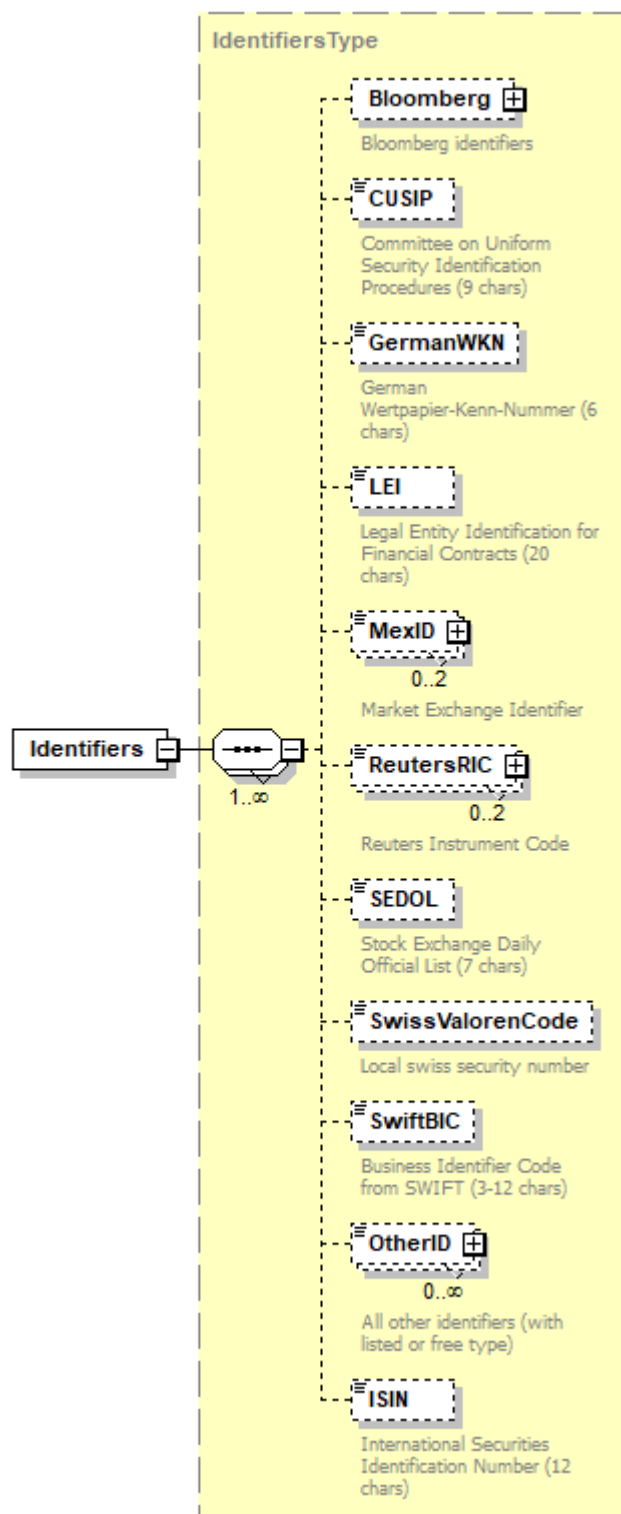 IdentifiersType
Bloomberg
Bloomberg identifiers
CUSIP
Committee on Uniform
Security Identification
Procedures (9 chars)
GermanWKN
German
Wertpapier-Kenn-Nummer (6
chars)
LEI
Legal Entity Identification for
Financial Contracts (20
chars)
MexID
0..2
Market Exchange Identifier
Identifiers
1..∞
ReutersRIC
0..2
Reuters Instrument Code
SEDOL
Stock Exchange Daily
Official List (7 chars)
SwissValorenCode
Local swiss security number
SwiftBIC
Business Identifier Code
from SWIFT (3-12 chars)
OtherID
0..∞
All other identifiers (with
listed or free type)
ISIN
International Securities
Identification Number (12
chars)